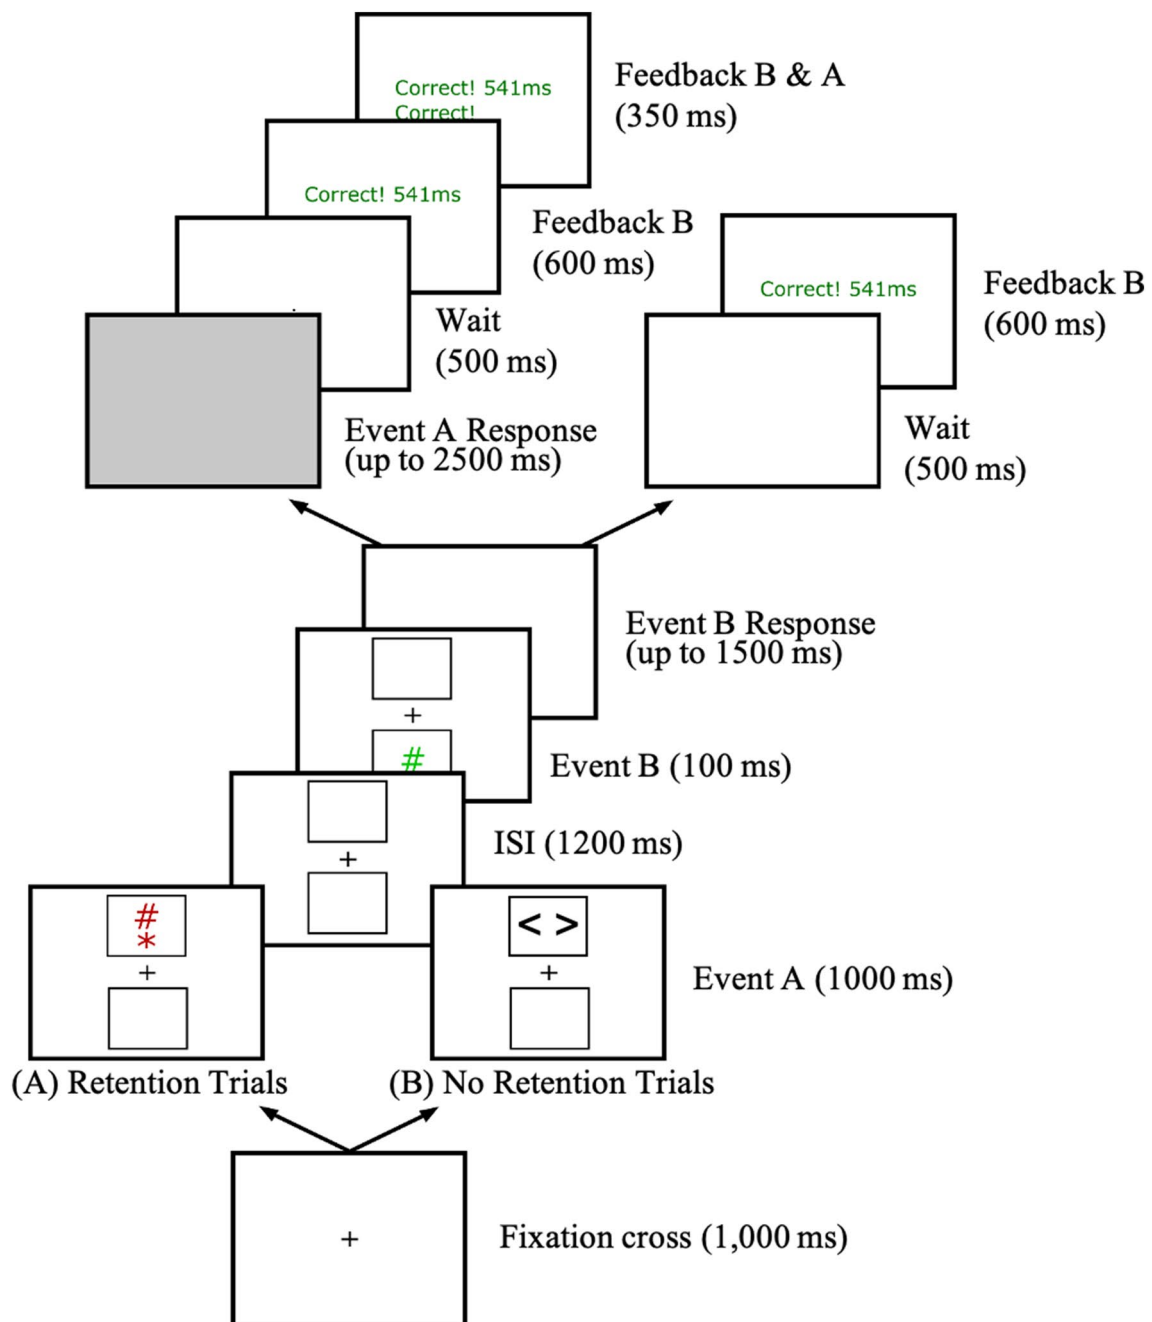 Correct! 541ms
Correct!
Feedback B & A
(350 ms)
Correct! 541ms
Feedback B
(600 ms)
Wait
(500 ms)
Event A Response
(up to 2500 ms)
Correct! 541ms
Feedback B
(600 ms)
Wait
(500 ms)
Event B Response
(up to 1500 ms)
+
#
Event B (100 ms)
+
ISI (1200 ms)
#
*
+
< >
+
Event A (1000 ms)
(A) Retention Trials
(B) No Retention Trials
+
Fixation cross (1,000 ms)